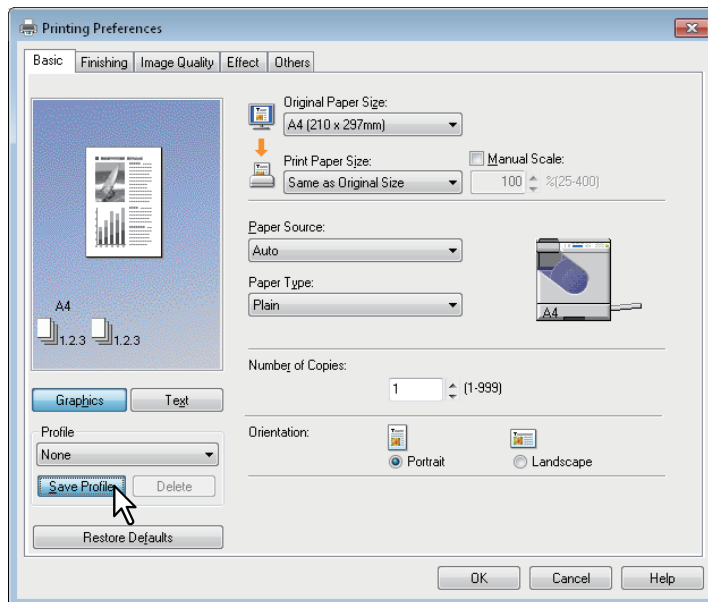 Printing Preferences
Basic Finishing Image Quality Effect Others
Original Paper Size:
A4 (210 x 297mm)
Print Paper Size:
Manual Scale:
Same as Original Size
100 %(25-400)
Paper Source:
Auto
Paper Type:
Plain
A4
A4
1.2.3 1.2.3
Number of Copies:
1 (1-999)
Graphics Text
Profile
None
Orientation:
Portrait Landscape
Save Profile Delete
Restore Defaults
OK Cancel Help